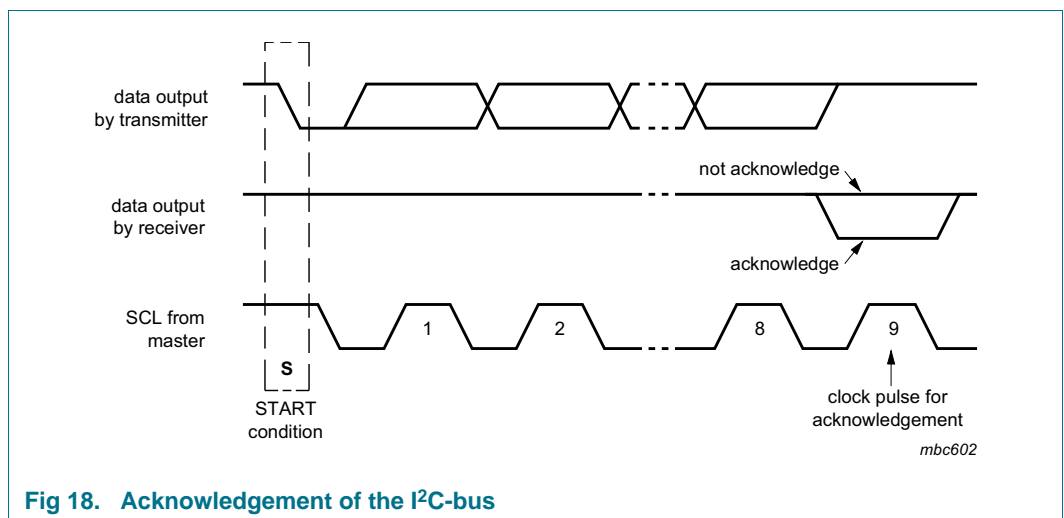 data output
by transmitter
not acknowledge
data output
by receiver
acknowledge
SCL from
master
1
2
8
9
S
START
condition
clock pulse for
acknowledgement
mbc602
Fig 18. Acknowledgement of the I²C-bus